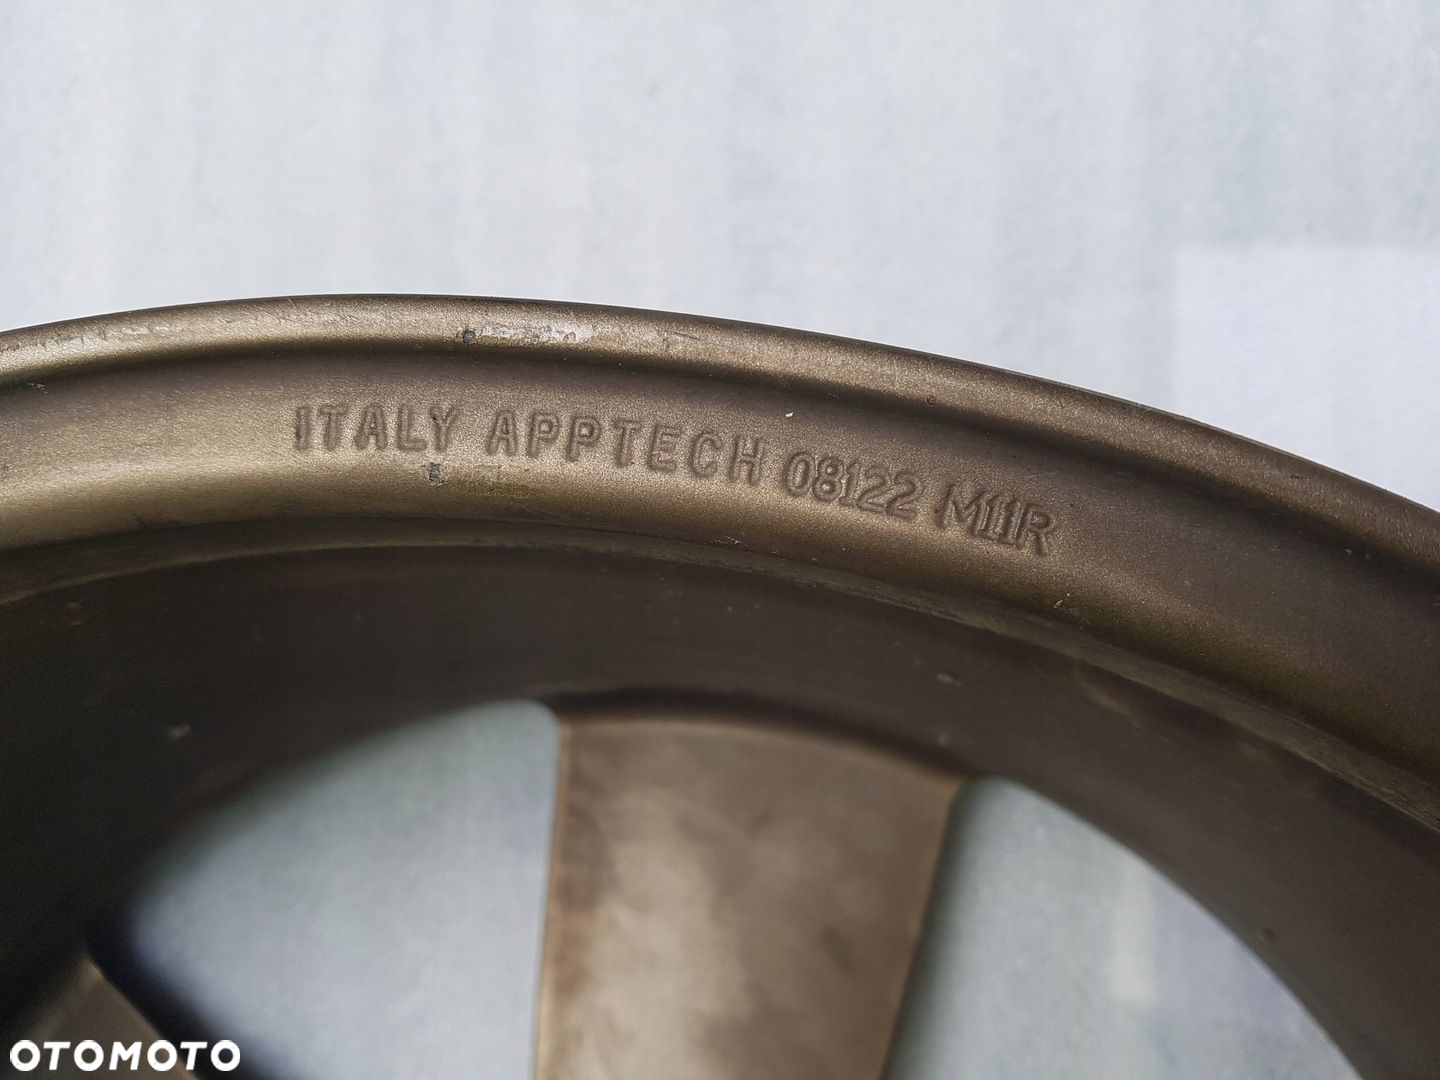 ITALY APPTECH 08122 M11R
OTOMOTO